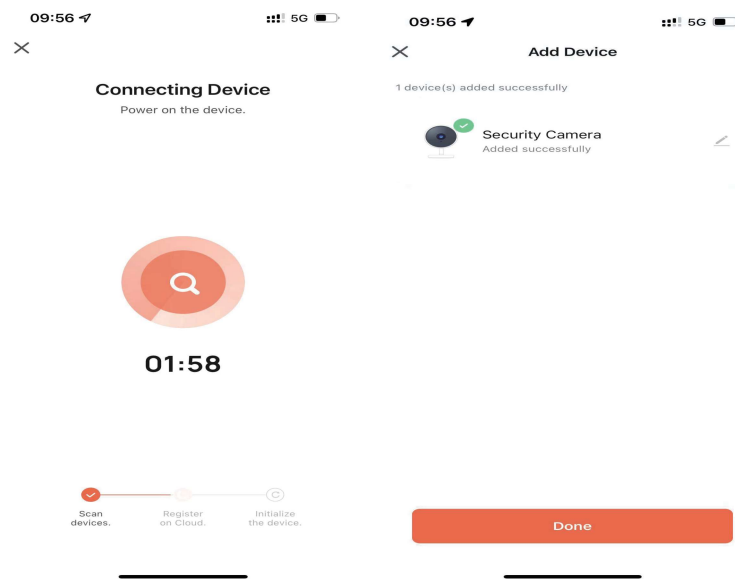 09:56 5G
Connecting Device
Power on the device.
01:58
Scan
devices.
Register
on Cloud.
Initialize
the device.
09:56 5G
Add Device
1 device(s) added successfully
Security Camera
Added successfully
Done